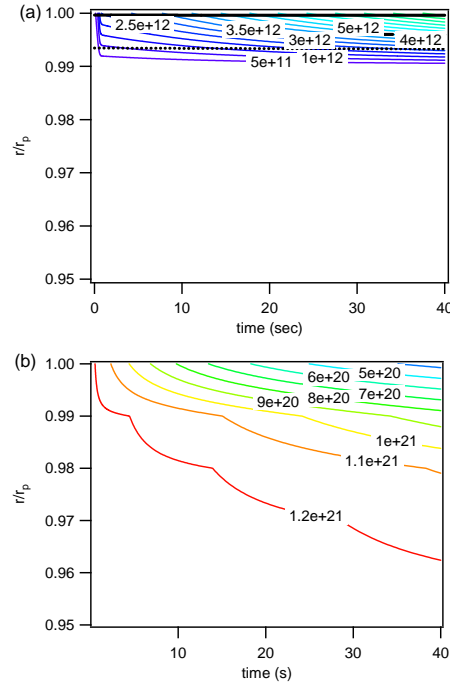 (a)
1.00
2.5e+12
3.5e+12
5e+12
3e+12
4e+12
0.99
5e+11
1e+12
0.98
r/rp
0.97
0.96
0.95
0 10 20 30 40
time (sec)
(b)
1.00
6e+20
5e+20
9e+20
8e+20
7e+20
0.99
1e+21
1.1e+21
0.98
r/rp
0.97
1.2e+21
0.96
0.95
10 20 30 40
time (s)